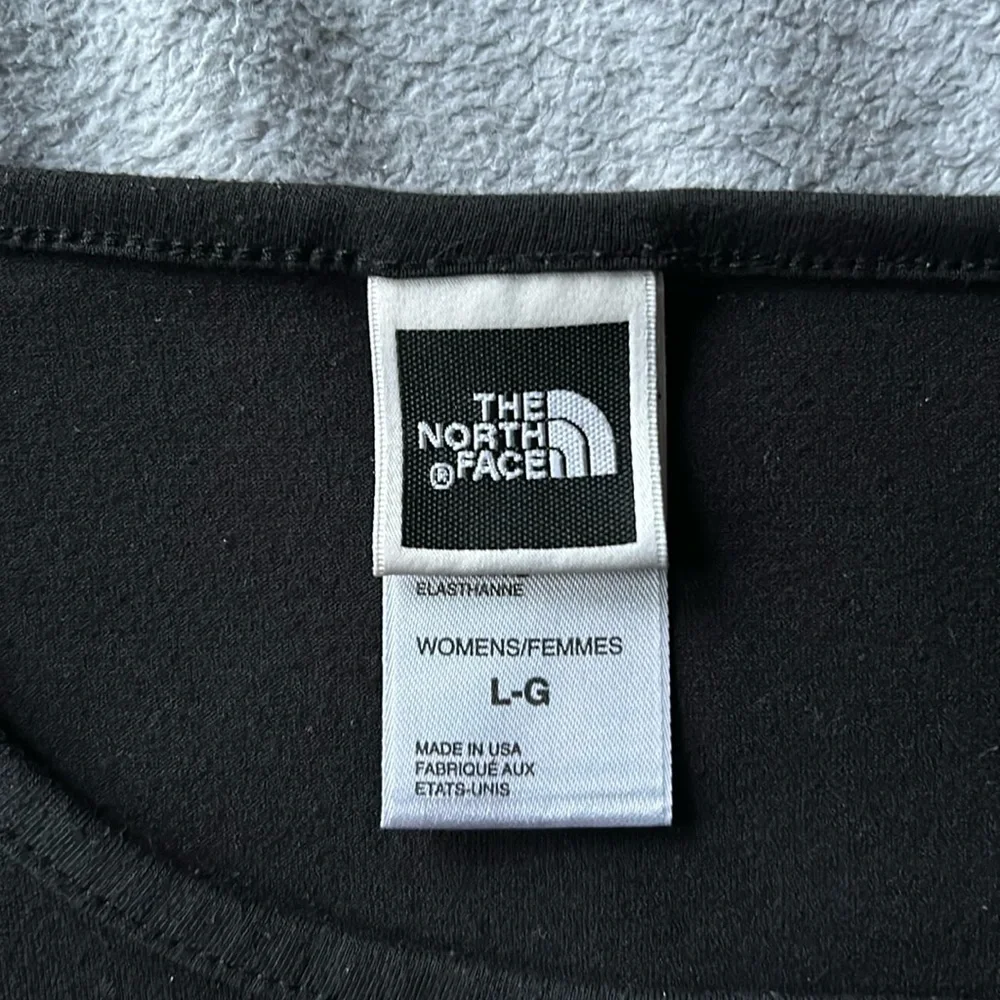 THE
NORTH
FACE
®
ELASTHANNE
WOMENS/FEMMES
L-G
MADE IN USA
FABRIQUÉ AUX
ETATS-UNIS